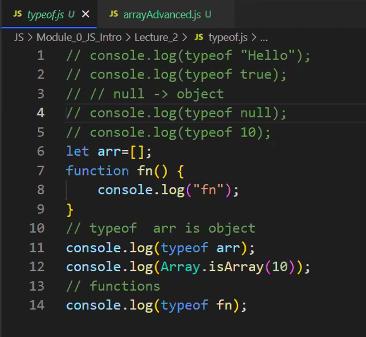 JS typeof.js U ✕ JS arrayAdvanced.js U
JS > Module_0_JS_Intro > Lecture_2 > JS typeof.js > ...
1 // console.log(typeof "Hello");
2 // console.log(typeof true);
3 // // null -> object
4 // console.log(typeof null);
5 // console.log(typeof 10);
6 let arr=[];
7 function fn() {
8     console.log("fn");
9 }
10 // typeof  arr is object
11 console.log(typeof arr);
12 console.log(Array.isArray(10));
13 // functions
14 console.log(typeof fn);